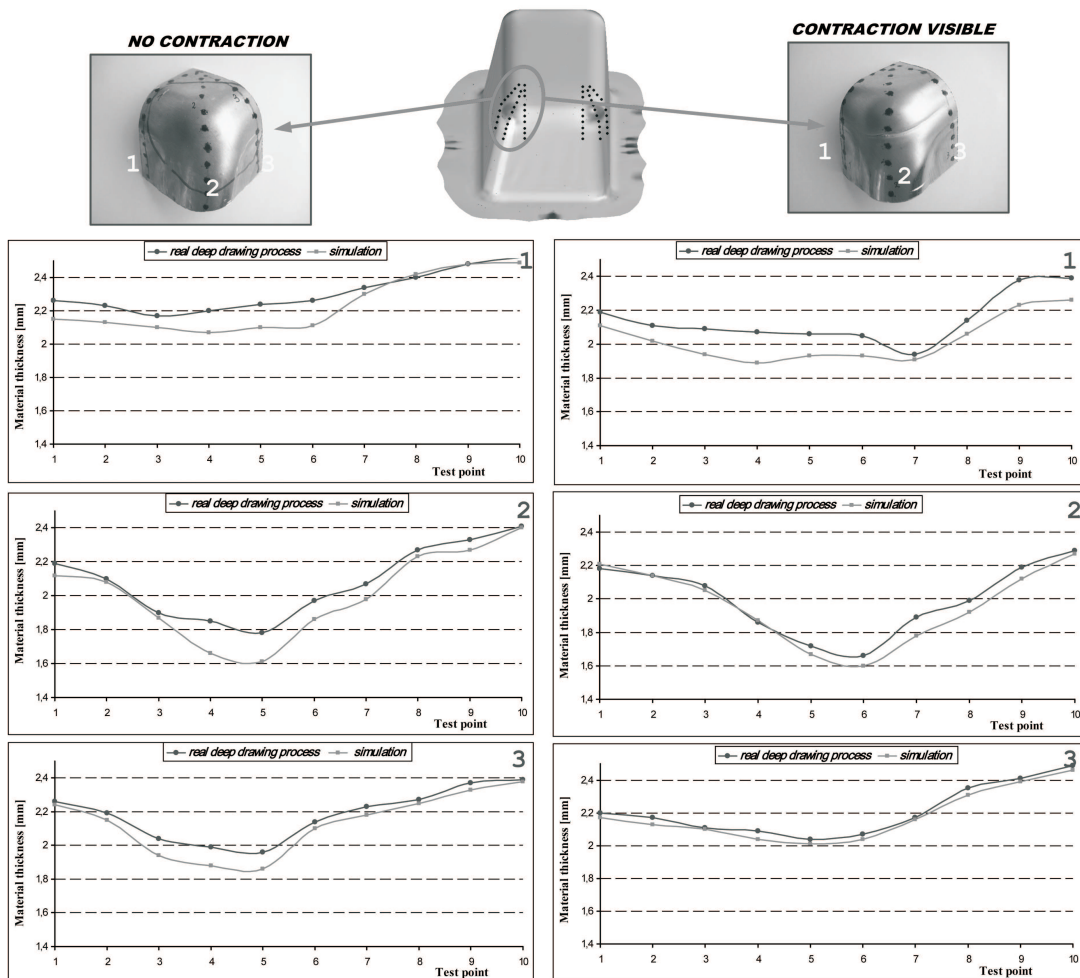 NO CONTRACTION
CONTRACTION VISIBLE
1
2
3
1
2
3
real deep drawing process simulation
1
Material thickness [mm]
2,4
2,2
2
1,8
1,6
1,4
1 2 3 4 5 6 7 8 9 10
Test point
real deep drawing process simulation
1
Material thickness [mm]
2,4
2,2
2
1,8
1,6
1,4
1 2 3 4 5 6 7 8 9 10
Test point
real deep drawing process simulation
2
Material thickness [mm]
2,4
2,2
2
1,8
1,6
1,4
1 2 3 4 5 6 7 8 9 10
Test point
real deep drawing process simulation
2
Material thickness [mm]
2,4
2,2
2
1,8
1,6
1,4
1 2 3 4 5 6 7 8 9 10
Test point
real deep drawing process simulation
3
Material thickness [mm]
2,4
2,2
2
1,8
1,6
1,4
1 2 3 4 5 6 7 8 9 10
Test point
real deep drawing process simulation
3
Material thickness [mm]
2,4
2,2
2
1,8
1,6
1,4
1 2 3 4 5 6 7 8 9 10
Test point